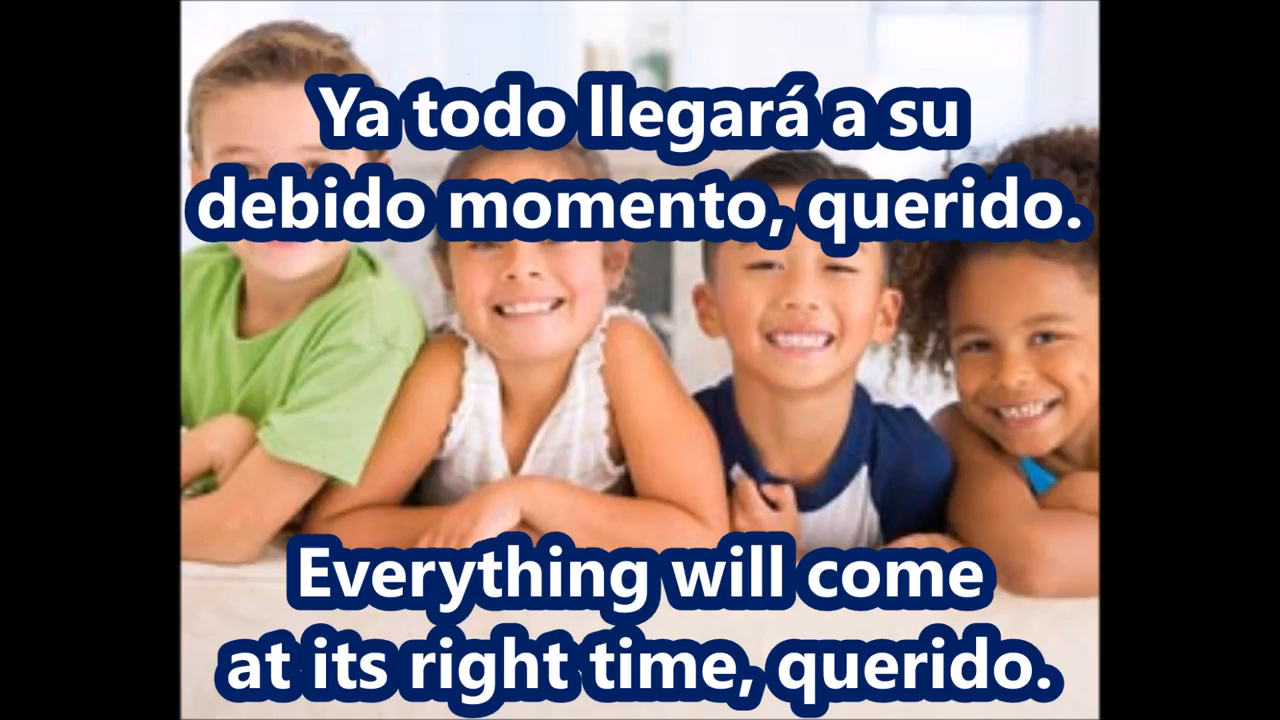 Ya todo llegará a su
debido momento, querido.
Everything will come
at its right time, querido.